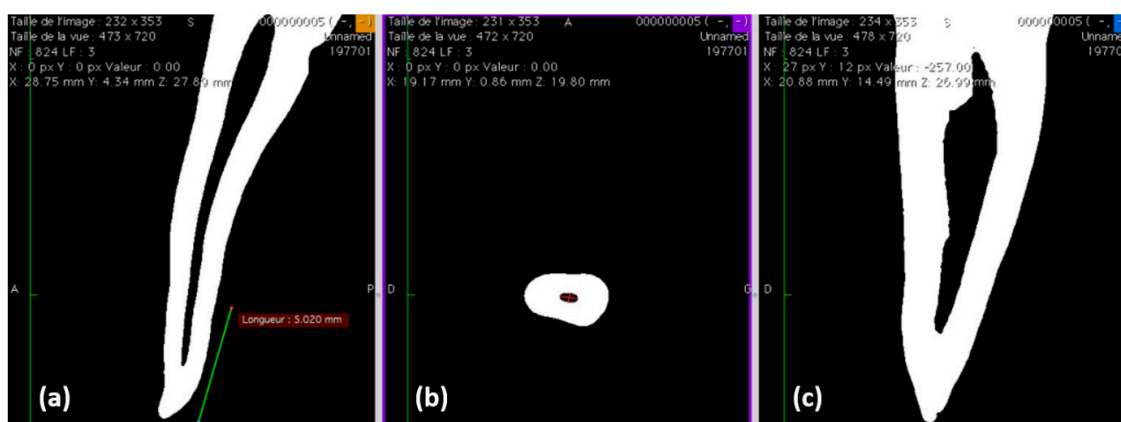 Taille de l'image : 232 x 353
S
000000005 ( -, -)
Taille de la vue : 473 x 720
Unnamed
NF : 824 LF : 3
197701
X : 0 px Y : 0 px Valeur : 0.00
X: 28.75 mm Y: 4.34 mm Z: 27.89 mm
A
P
Longueur : 5.020 mm
(a)
Taille de l'image : 231 x 353
A
000000005 ( -, -)
Taille de la vue : 472 x 720
Unnamed
NF : 824 LF : 3
197701
X : 0 px Y : 0 px Valeur : 0.00
X: 19.17 mm Y: 0.86 mm Z: 19.80 mm
D
G
(b)
Taille de l'image : 234 x 353
S
000000005 ( -, -)
Taille de la vue : 478 x 720
Unnamed
NF : 824 LF : 3
19770
X : 27 px Y : 12 px Valeur : -257.00
X: 20.88 mm Y: 14.49 mm Z: 26.99 mm
D
(c)